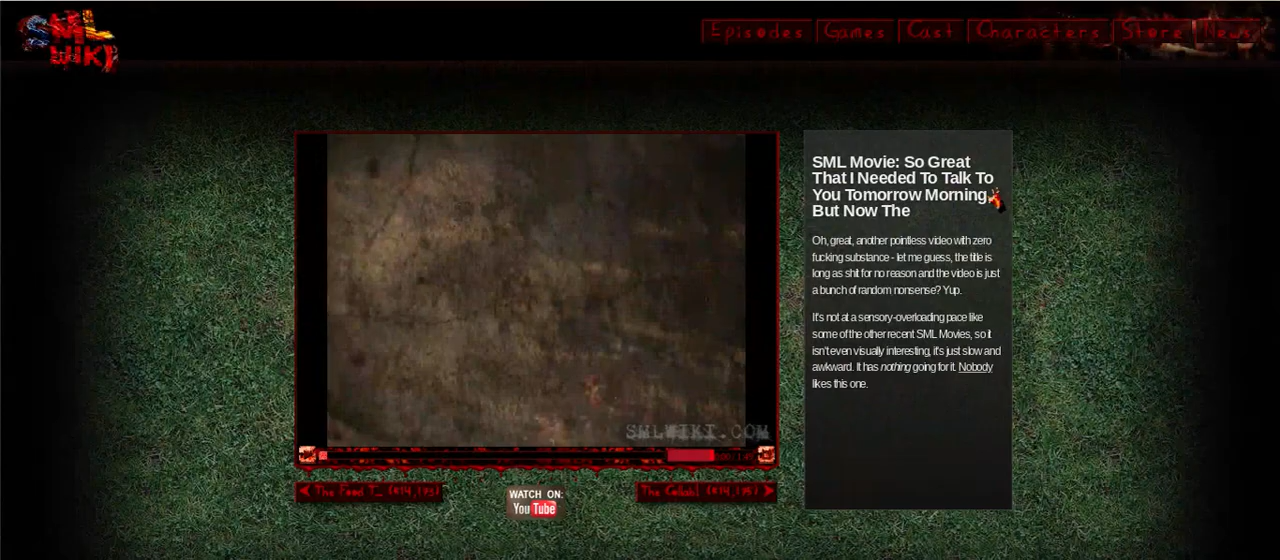 SML
WIKI
Episodes Games Cast Characters Store News
SML Movie: So Great
That I Needed To Talk To
You Tomorrow Morning,
But Now The
Oh, great, another pointless video with zero
fucking substance - let me guess, the title is
long as shit for no reason and the video is just
a bunch of random nonsense? Yup.
It's not at a sensory-overloading pace like
some of the other recent SML Movies, so it
isn't even visually interesting, it's just slow and
awkward. It has nothing going for it. Nobody
likes this one.
SMLWIKI.COM
WATCH ON:
YouTube